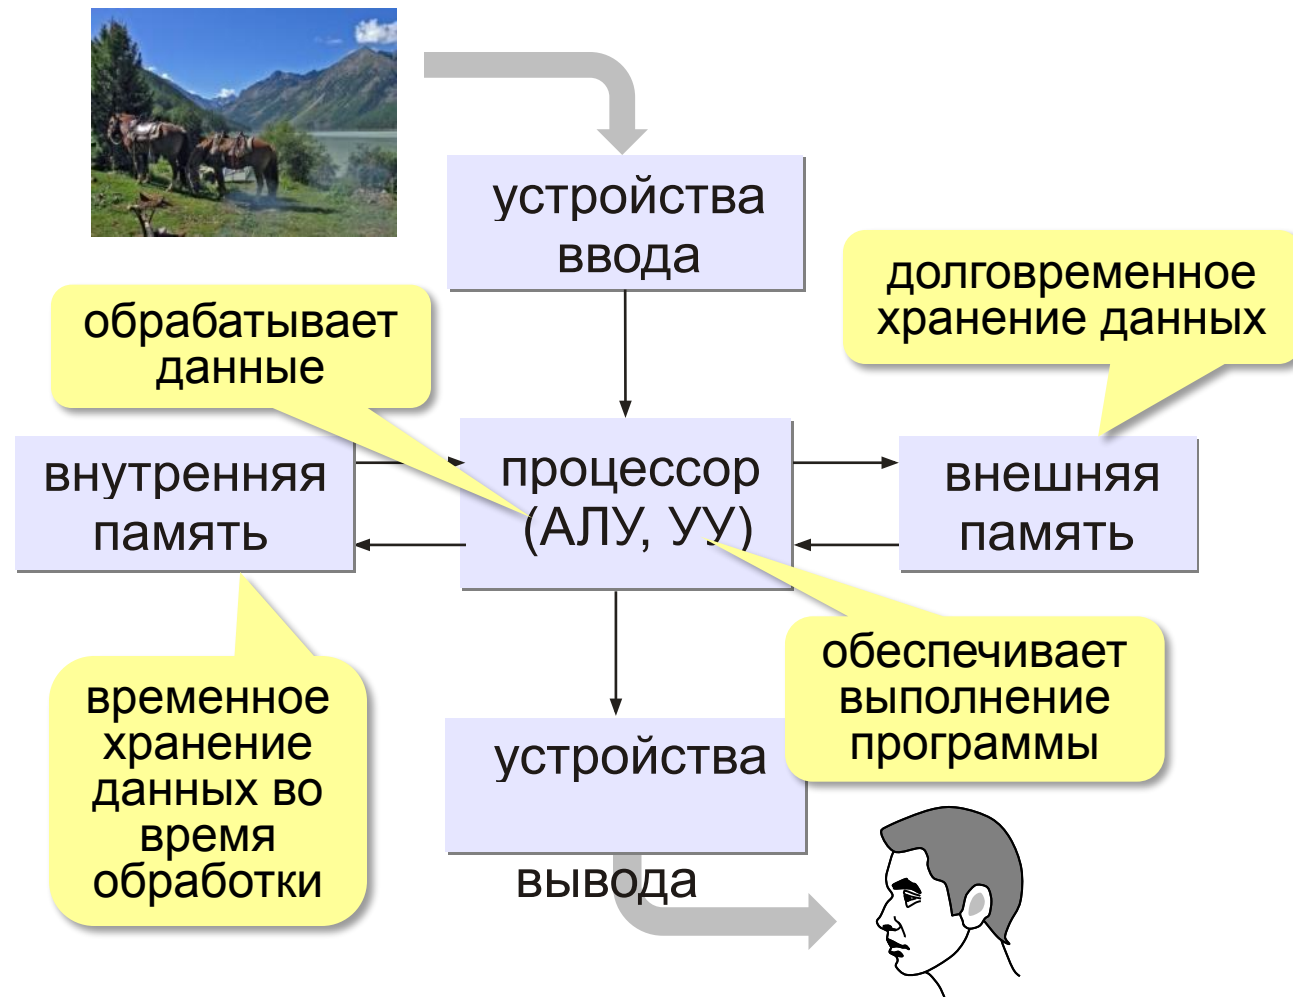 устройства
ввода
долговременное
хранение данных
обрабатывает
данные
внутренняя
память
процессор
(АЛУ, УУ)
внешняя
память
временное
хранение
данных во
время
обработки
обеспечивает
выполнение
программы
устройства
вывода